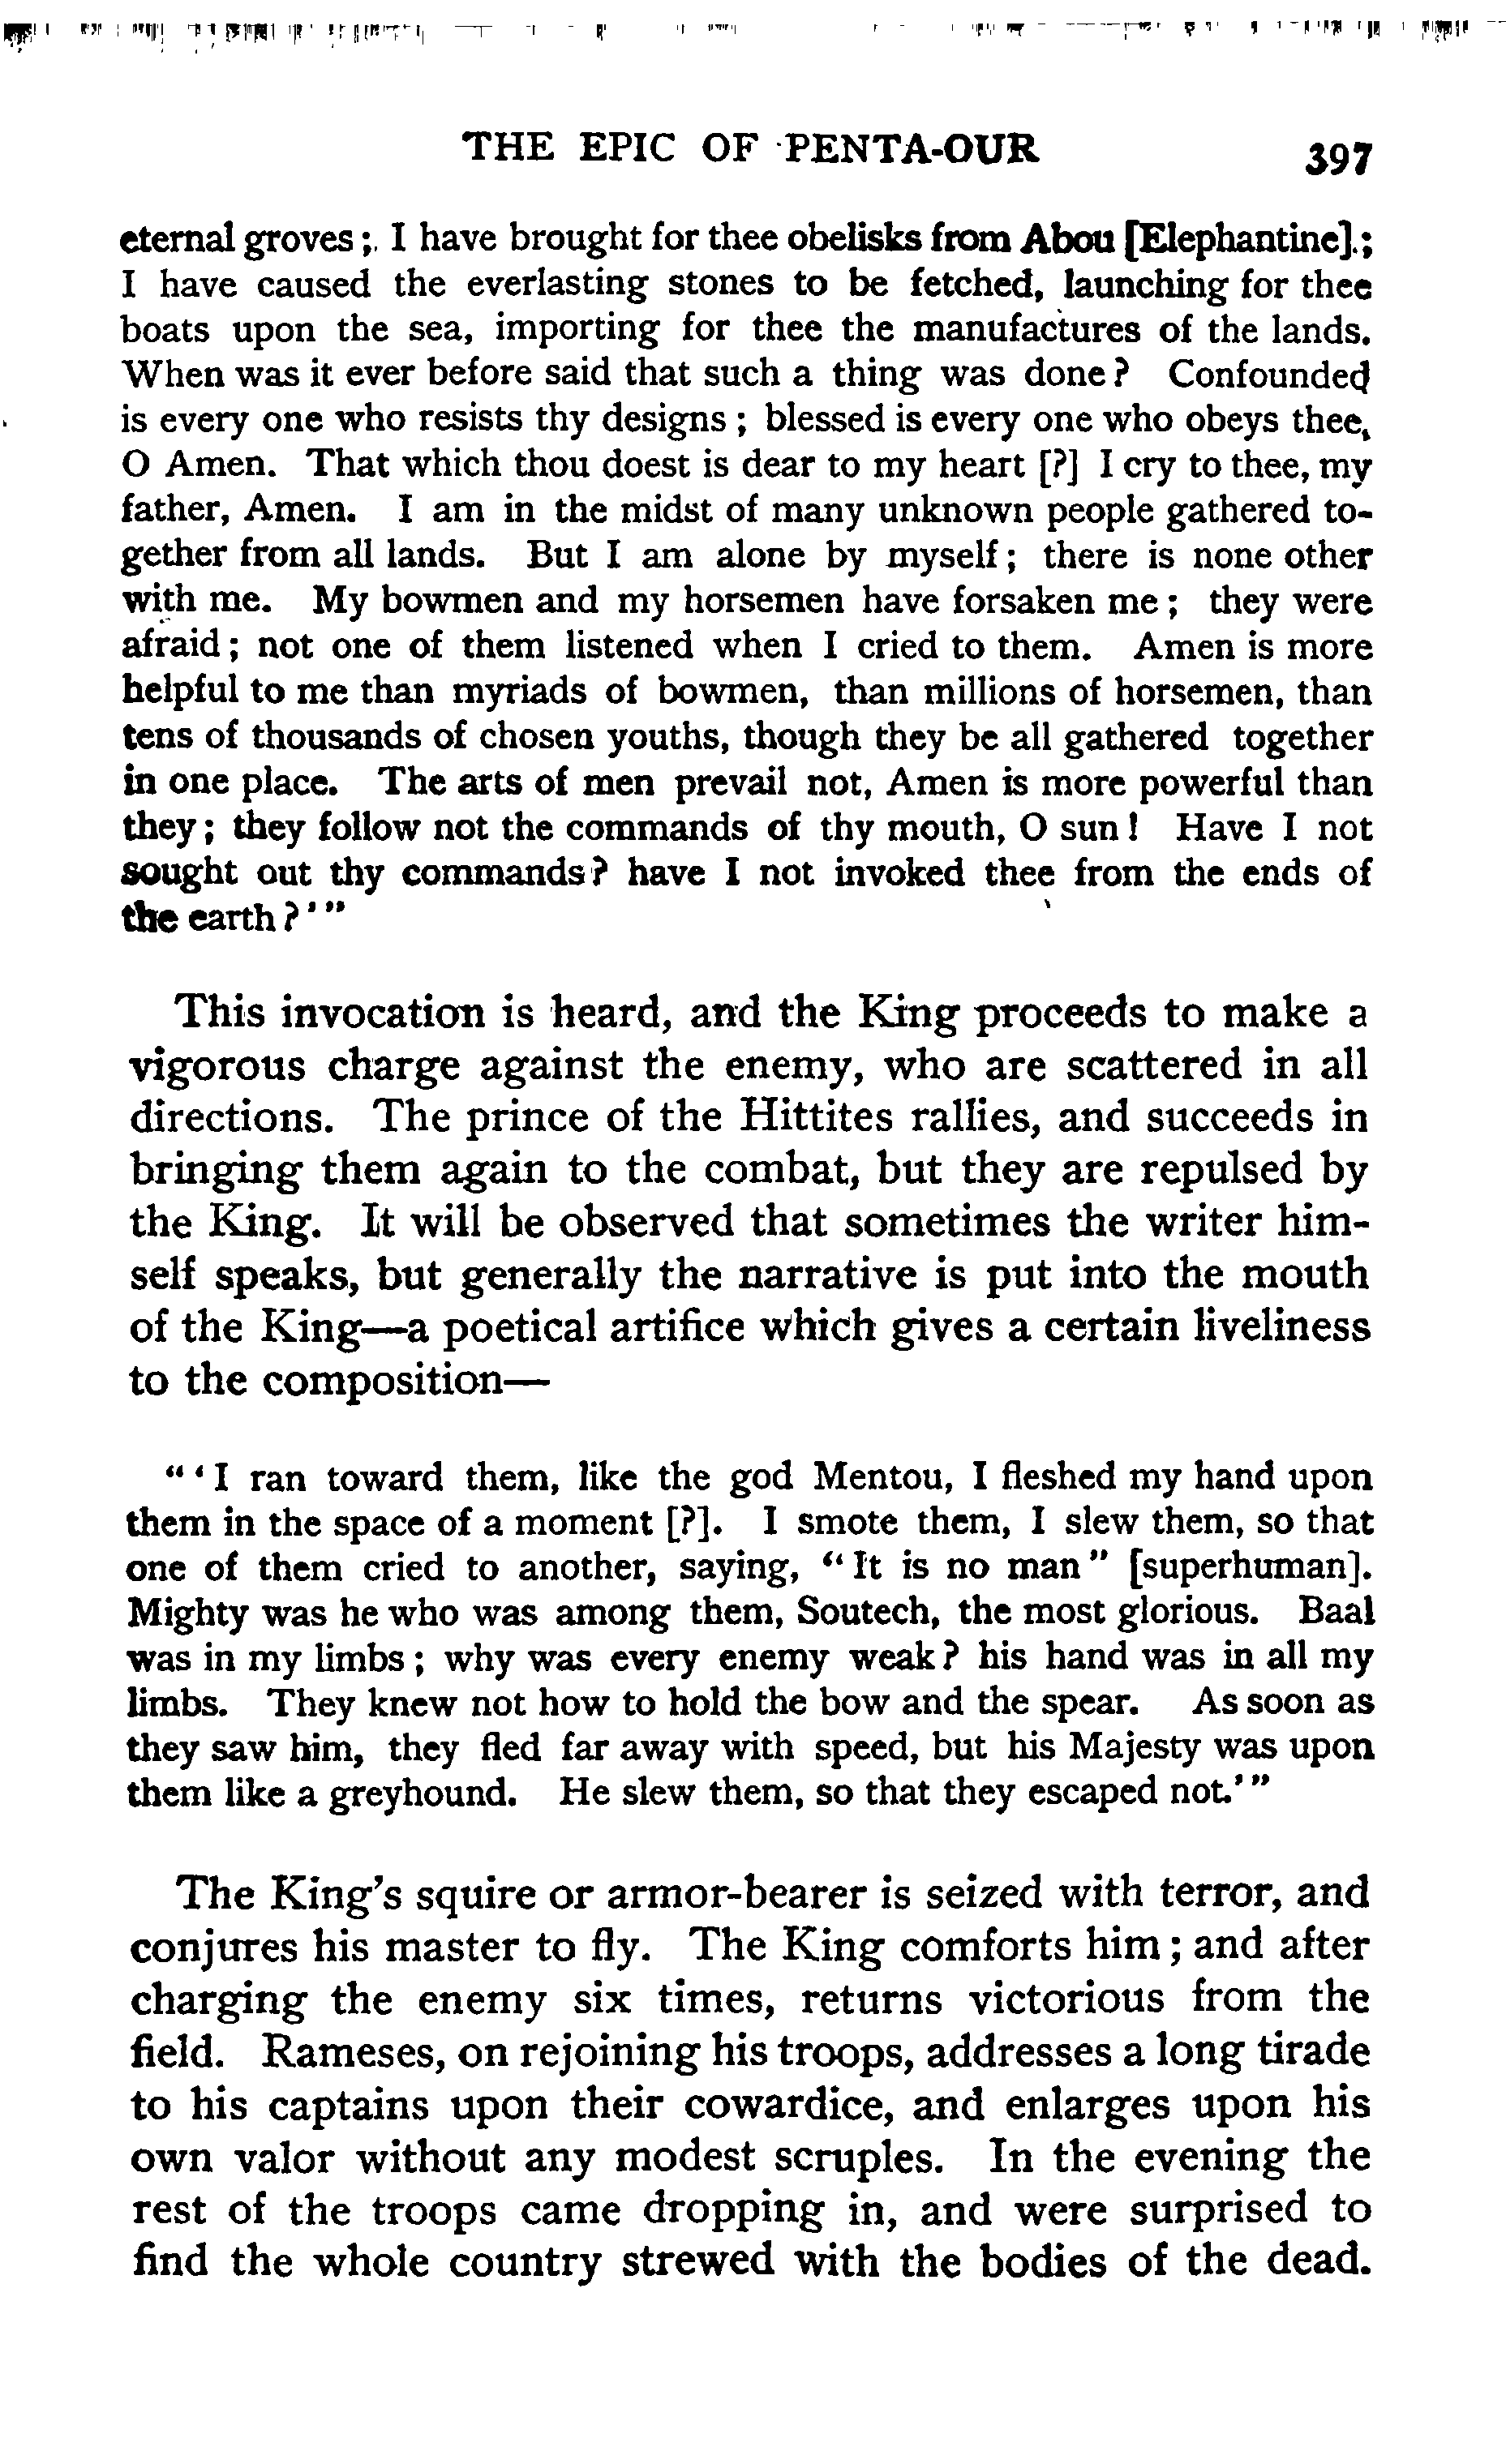 THE EPIC OF PENTA-OUR 397
eternal groves; I have brought for thee obelisks from Abou [Elephantine];
I have caused the everlasting stones to be fetched, launching for thee
boats upon the sea, importing for thee the manufactures of the lands.
When was it ever before said that such a thing was done? Confounded
is every one who resists thy designs; blessed is every one who obeys thee,
O Amen. That which thou doest is dear to my heart [?] I cry to thee, my
father, Amen. I am in the midst of many unknown people gathered to-
gether from all lands. But I am alone by myself; there is none other
with me. My bowmen and my horsemen have forsaken me; they were
afraid; not one of them listened when I cried to them. Amen is more
helpful to me than myriads of bowmen, than millions of horsemen, than
tens of thousands of chosen youths, though they be all gathered together
in one place. The arts of men prevail not, Amen is more powerful than
they; they follow not the commands of thy mouth, O sun! Have I not
sought out thy commands? have I not invoked thee from the ends of
the earth?'"
This invocation is heard, and the King proceeds to make a
vigorous charge against the enemy, who are scattered in all
directions. The prince of the Hittites rallies, and succeeds in
bringing them again to the combat, but they are repulsed by
the King. It will be observed that sometimes the writer him-
self speaks, but generally the narrative is put into the mouth
of the King—a poetical artifice which gives a certain liveliness
to the composition—
"'I ran toward them, like the god Mentou, I fleshed my hand upon
them in the space of a moment [?]. I smote them, I slew them, so that
one of them cried to another, saying, "It is no man" [superhuman].
Mighty was he who was among them, Soutech, the most glorious. Baal
was in my limbs; why was every enemy weak? his hand was in all my
limbs. They knew not how to hold the bow and the spear. As soon as
they saw him, they fled far away with speed, but his Majesty was upon
them like a greyhound. He slew them, so that they escaped not.'"
The King's squire or armor-bearer is seized with terror, and
conjures his master to fly. The King comforts him; and after
charging the enemy six times, returns victorious from the
field. Rameses, on rejoining his troops, addresses a long tirade
to his captains upon their cowardice, and enlarges upon his
own valor without any modest scruples. In the evening the
rest of the troops came dropping in, and were surprised to
find the whole country strewed with the bodies of the dead.